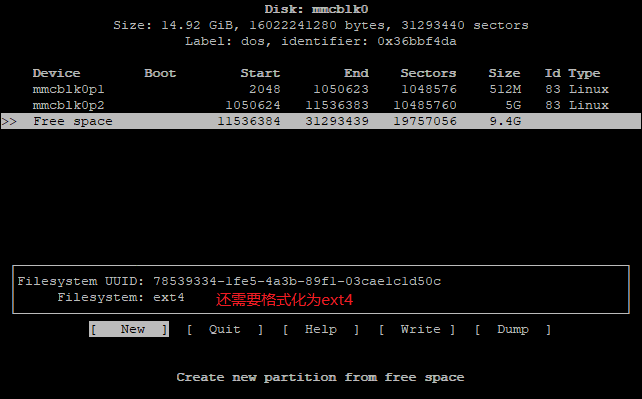 Disk: mmcblk0
Size: 14.92 GiB, 16022241280 bytes, 31293440 sectors
Label: dos, identifier: 0x36bbf4da
Device Boot Start End Sectors Size Id Type
mmcblk0p1 2048 1050623 1048576 512M 83 Linux
mmcblk0p2 1050624 11536383 10485760 5G 83 Linux
>> Free space 11536384 31293439 19757056 9.4G
Filesystem UUID: 78539334-1fe5-4a3b-89f1-03cae1c1d50c
Filesystem: ext4 还需要格式化为ext4
[ New ] [ Quit ] [ Help ] [ Write ] [ Dump ]
Create new partition from free space